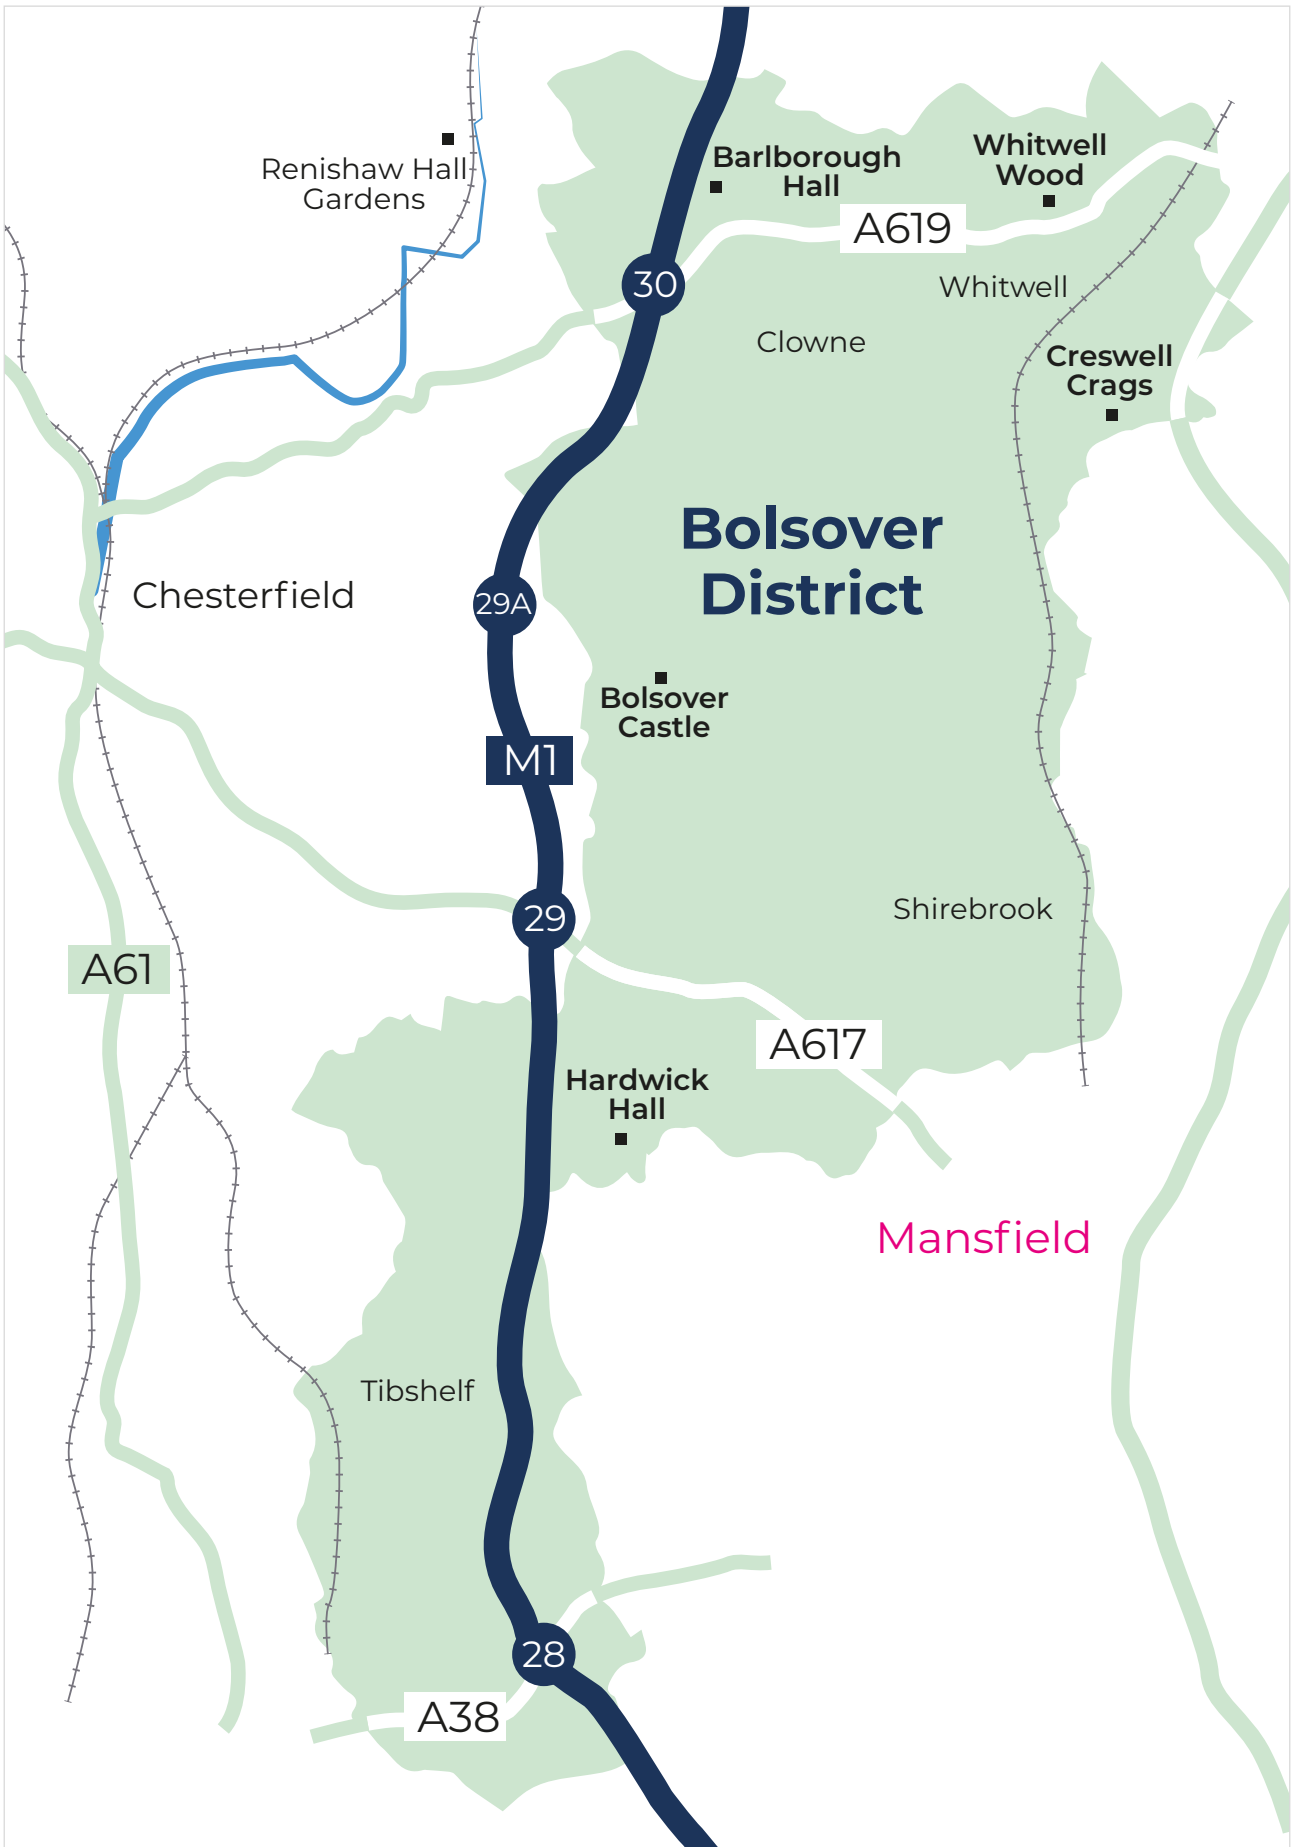 Renishaw Hall
Gardens
Barlborough
Hall
Whitwell
Wood
A619
30
Whitwell
Clowne
Creswell
Crags
Bolsover
District
Chesterfield
29A
Bolsover
Castle
M1
29
Shirebrook
A61
A617
Hardwick
Hall
Mansfield
Tibshelf
28
A38